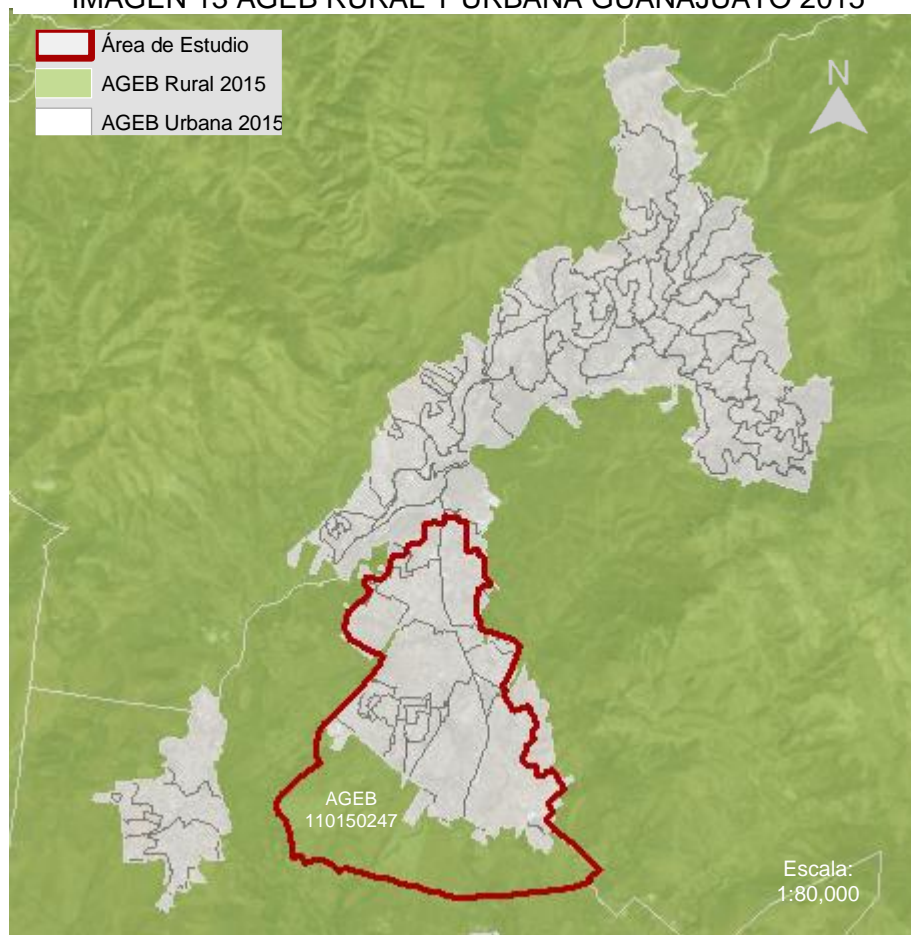 IMAGEN 13 AGEB RURAL Y URBANA GUANAJUATO 2015
Área de Estudio
AGEB Rural 2015
AGEB Urbana 2015
N
AGEB
110150247
Escala:
1:80,000